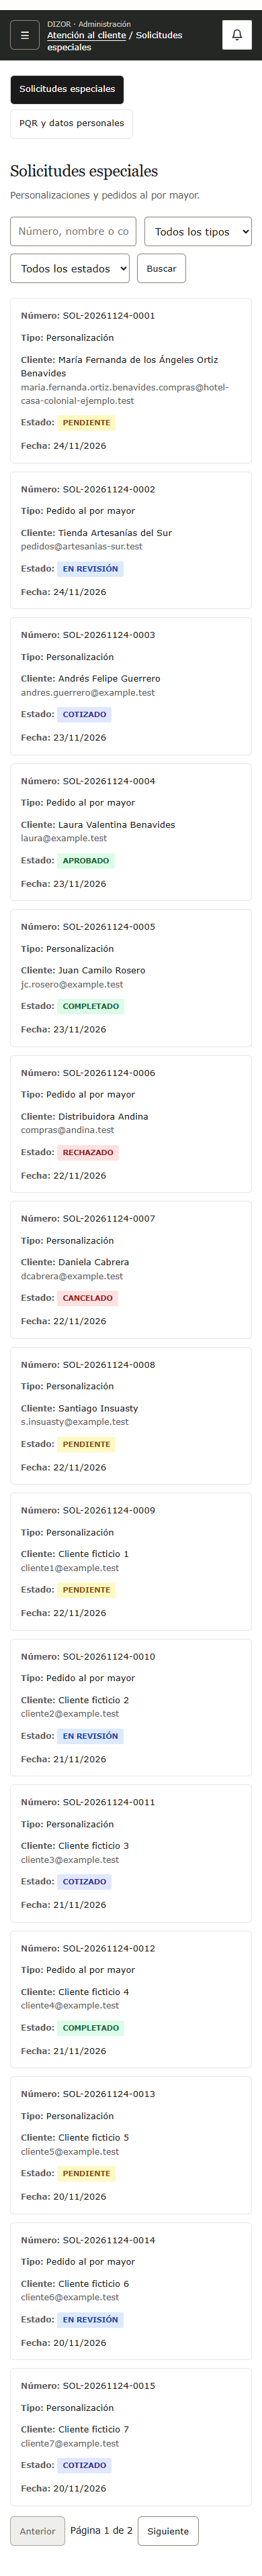 DIZOR · Administración
Atención al cliente / Solicitudes
especiales
Solicitudes especiales
PQR y datos personales
Solicitudes especiales
Personalizaciones y pedidos al por mayor.
Número, nombre o co
Todos los tipos
Todos los estados
Buscar
Número: SOL-20261124-0001
Tipo: Personalización
Cliente: María Fernanda de los Ángeles Ortiz
Benavides
maria.fernanda.ortiz.benavides.compras@hotel-
casa-colonial-ejemplo.test
Estado: PENDIENTE
Fecha: 24/11/2026
Número: SOL-20261124-0002
Tipo: Pedido al por mayor
Cliente: Tienda Artesanías del Sur
pedidos@artesanias-sur.test
Estado: EN REVISIÓN
Fecha: 24/11/2026
Número: SOL-20261124-0003
Tipo: Personalización
Cliente: Andrés Felipe Guerrero
andres.guerrero@example.test
Estado: COTIZADO
Fecha: 23/11/2026
Número: SOL-20261124-0004
Tipo: Pedido al por mayor
Cliente: Laura Valentina Benavides
laura@example.test
Estado: APROBADO
Fecha: 23/11/2026
Número: SOL-20261124-0005
Tipo: Personalización
Cliente: Juan Camilo Rosero
jc.rosero@example.test
Estado: COMPLETADO
Fecha: 23/11/2026
Número: SOL-20261124-0006
Tipo: Pedido al por mayor
Cliente: Distribuidora Andina
compras@andina.test
Estado: RECHAZADO
Fecha: 22/11/2026
Número: SOL-20261124-0007
Tipo: Personalización
Cliente: Daniela Cabrera
dcabrera@example.test
Estado: CANCELADO
Fecha: 22/11/2026
Número: SOL-20261124-0008
Tipo: Personalización
Cliente: Santiago Insuasty
s.insuasty@example.test
Estado: PENDIENTE
Fecha: 22/11/2026
Número: SOL-20261124-0009
Tipo: Personalización
Cliente: Cliente ficticio 1
cliente1@example.test
Estado: PENDIENTE
Fecha: 22/11/2026
Número: SOL-20261124-0010
Tipo: Pedido al por mayor
Cliente: Cliente ficticio 2
cliente2@example.test
Estado: EN REVISIÓN
Fecha: 21/11/2026
Número: SOL-20261124-0011
Tipo: Personalización
Cliente: Cliente ficticio 3
cliente3@example.test
Estado: COTIZADO
Fecha: 21/11/2026
Número: SOL-20261124-0012
Tipo: Pedido al por mayor
Cliente: Cliente ficticio 4
cliente4@example.test
Estado: COMPLETADO
Fecha: 21/11/2026
Número: SOL-20261124-0013
Tipo: Personalización
Cliente: Cliente ficticio 5
cliente5@example.test
Estado: PENDIENTE
Fecha: 20/11/2026
Número: SOL-20261124-0014
Tipo: Pedido al por mayor
Cliente: Cliente ficticio 6
cliente6@example.test
Estado: EN REVISIÓN
Fecha: 20/11/2026
Número: SOL-20261124-0015
Tipo: Personalización
Cliente: Cliente ficticio 7
cliente7@example.test
Estado: COTIZADO
Fecha: 20/11/2026
Anterior Página 1 de 2 Siguiente